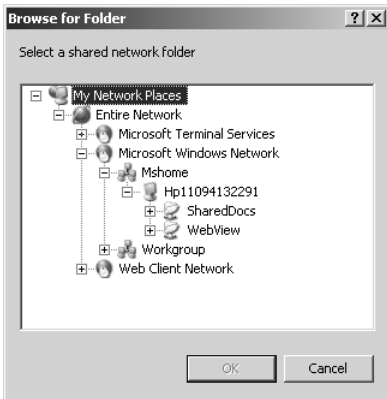 Browse for Folder
Select a shared network folder
My Network Places
Entire Network
Microsoft Terminal Services
Microsoft Windows Network
Mshome
Hp11094132291
SharedDocs
WebView
Workgroup
Web Client Network
OK Cancel